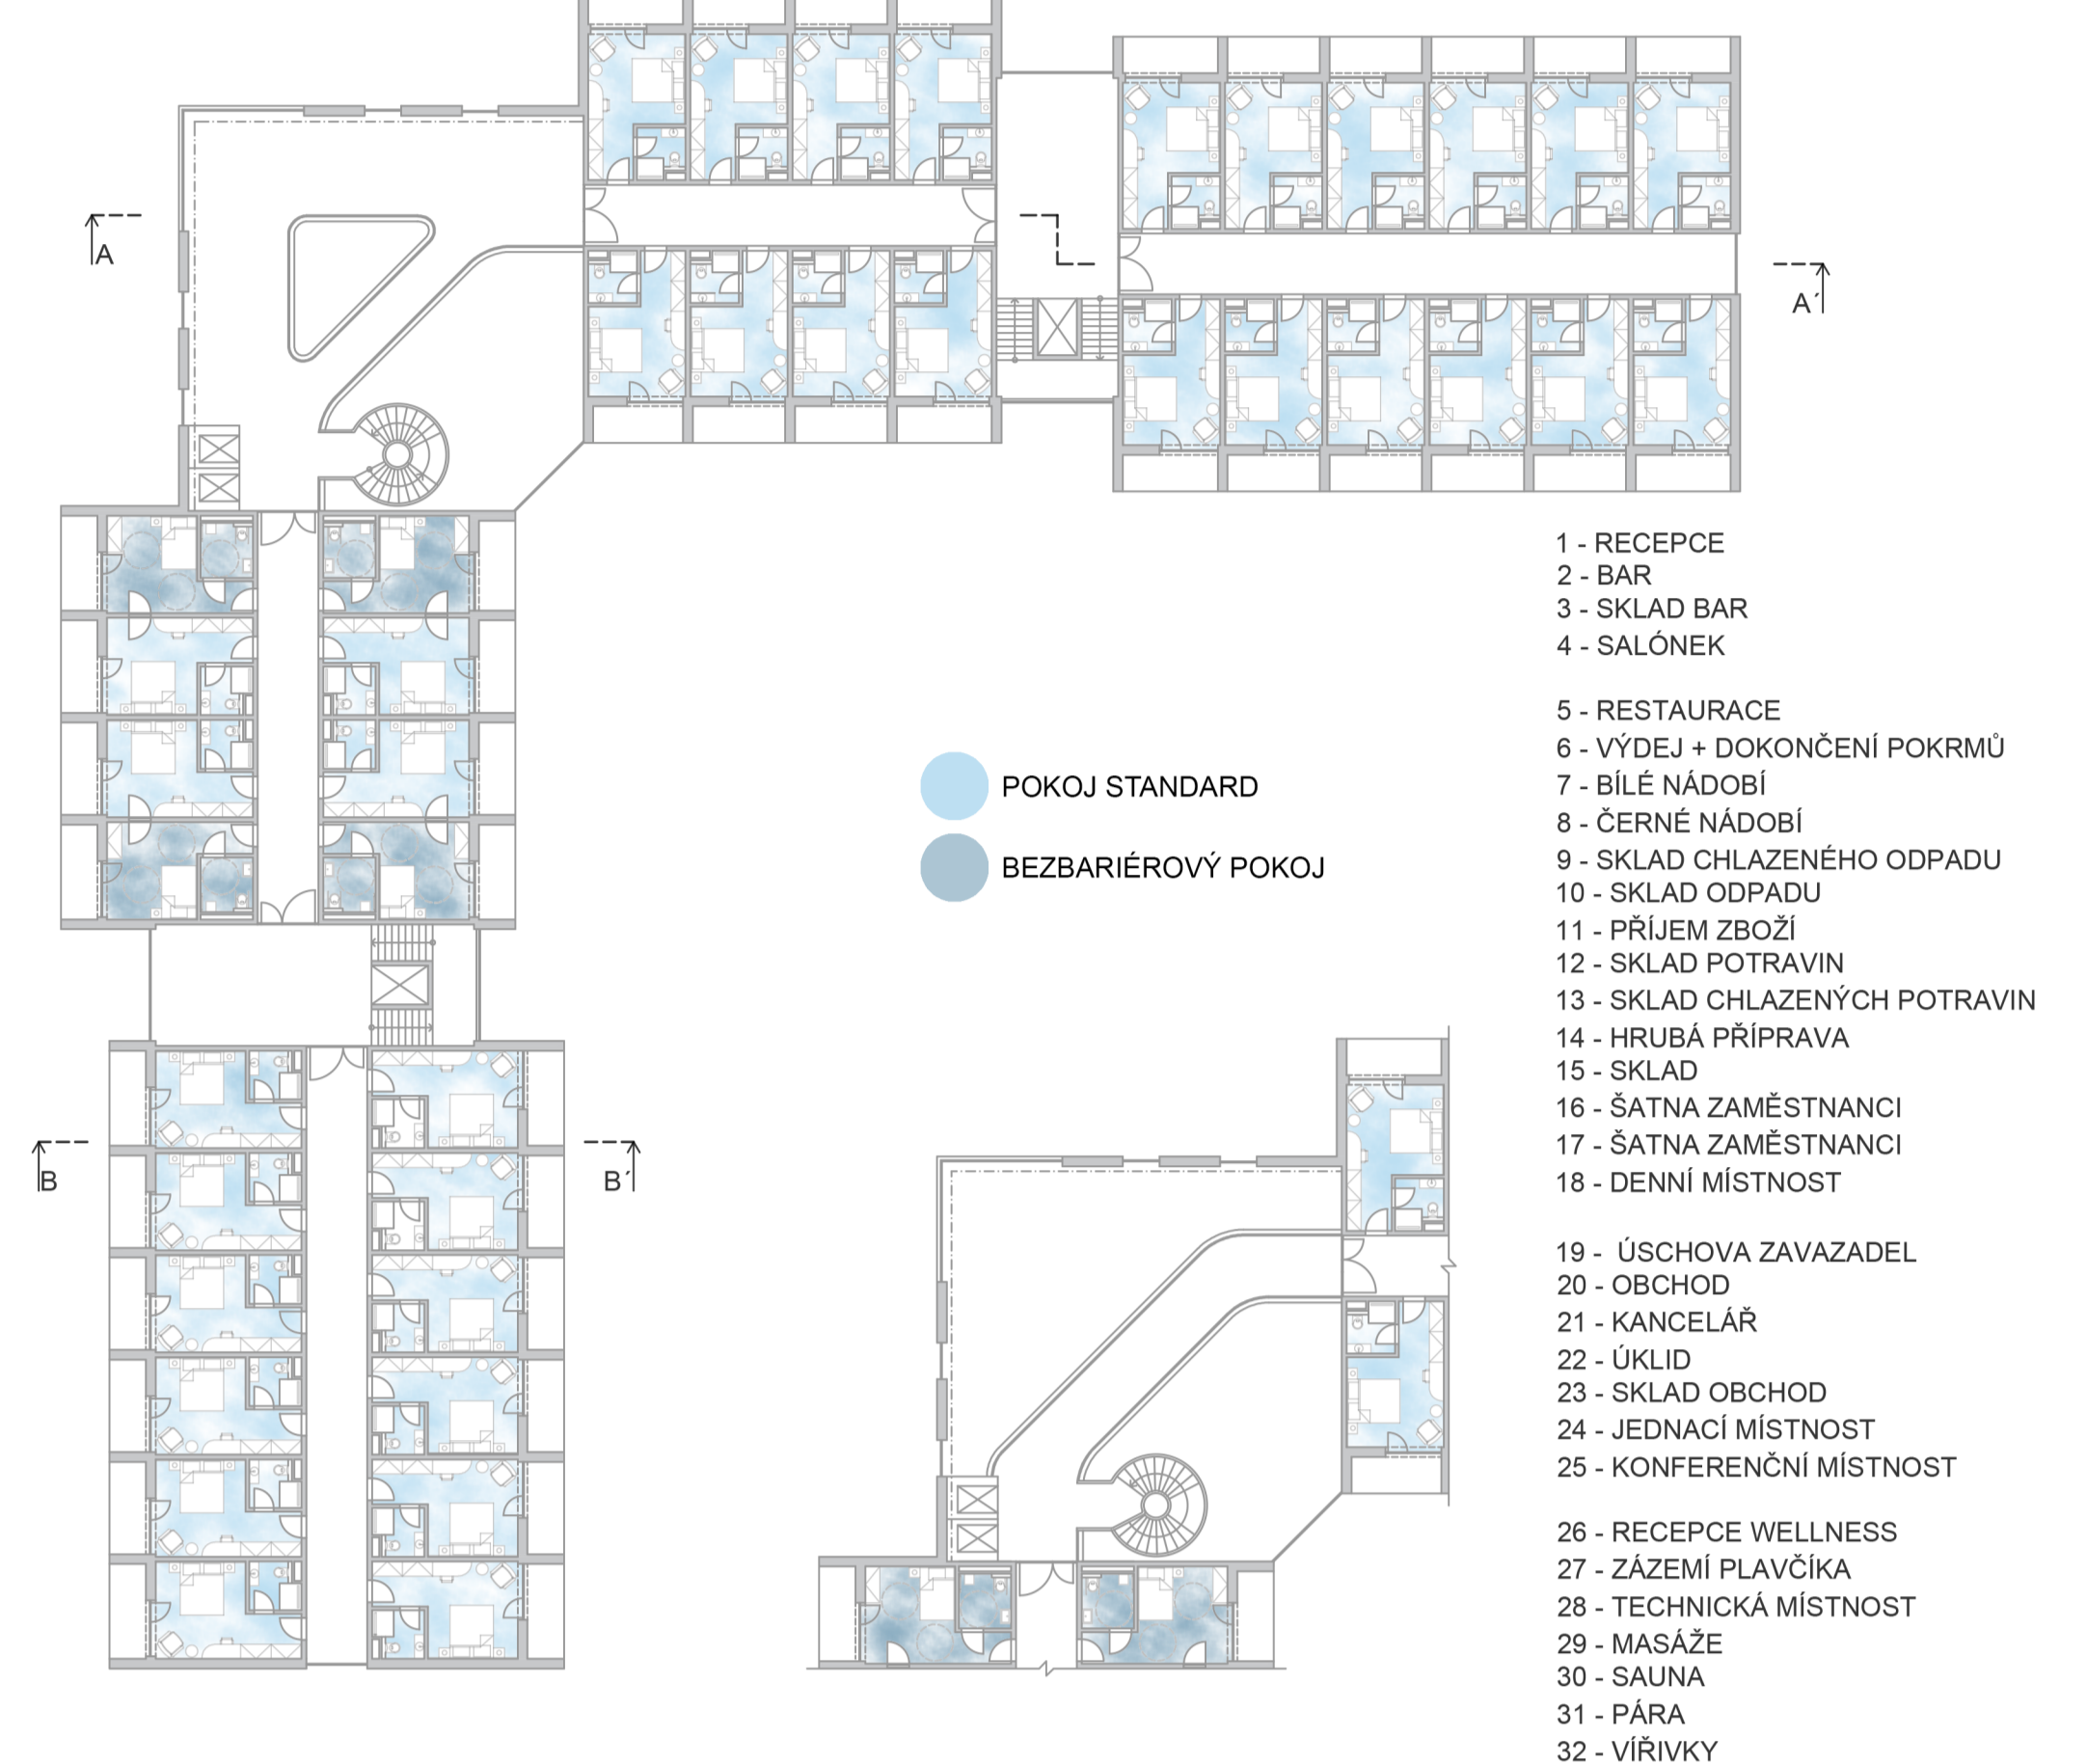 A
A´
B
B´
POKOJ STANDARD
BEZBARIÉROVÝ POKOJ
1 - RECEPCE
2 - BAR
3 - SKLAD BAR
4 - SALÓNEK
5 - RESTAURACE
6 - VÝDEJ + DOKONČENÍ POKRMŮ
7 - BÍLÉ NÁDOBÍ
8 - ČERNÉ NÁDOBÍ
9 - SKLAD CHLAZENÉHO ODPADU
10 - SKLAD ODPADU
11 - PŘÍJEM ZBOŽÍ
12 - SKLAD POTRAVIN
13 - SKLAD CHLAZENÝCH POTRAVIN
14 - HRUBÁ PŘÍPRAVA
15 - SKLAD
16 - ŠATNA ZAMĚSTNANCI
17 - ŠATNA ZAMĚSTNANCI
18 - DENNÍ MÍSTNOST
19 - ÚSCHOVA ZAVAZADEL
20 - OBCHOD
21 - KANCELÁŘ
22 - ÚKLID
23 - SKLAD OBCHOD
24 - JEDNACÍ MÍSTNOST
25 - KONFERENČNÍ MÍSTNOST
26 - RECEPCE WELLNESS
27 - ZÁZEMÍ PLAVČÍKA
28 - TECHNICKÁ MÍSTNOST
29 - MASÁŽE
30 - SAUNA
31 - PÁRA
32 - VÍŘIVKY